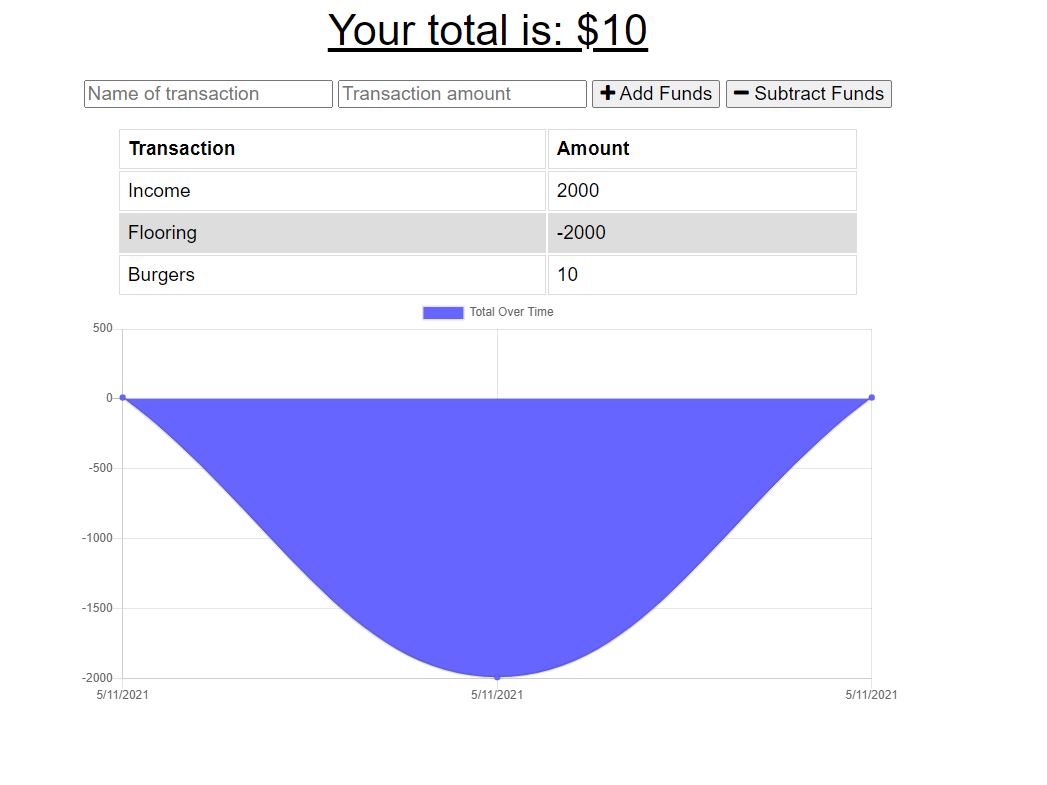 Your total is: $10
Name of transaction Transaction amount Add Funds Subtract Funds
Transaction Amount
Income 2000
Flooring -2000
Burgers 10
Total Over Time
500
0
-500
-1000
-1500
-2000
5/11/2021 5/11/2021 5/11/2021